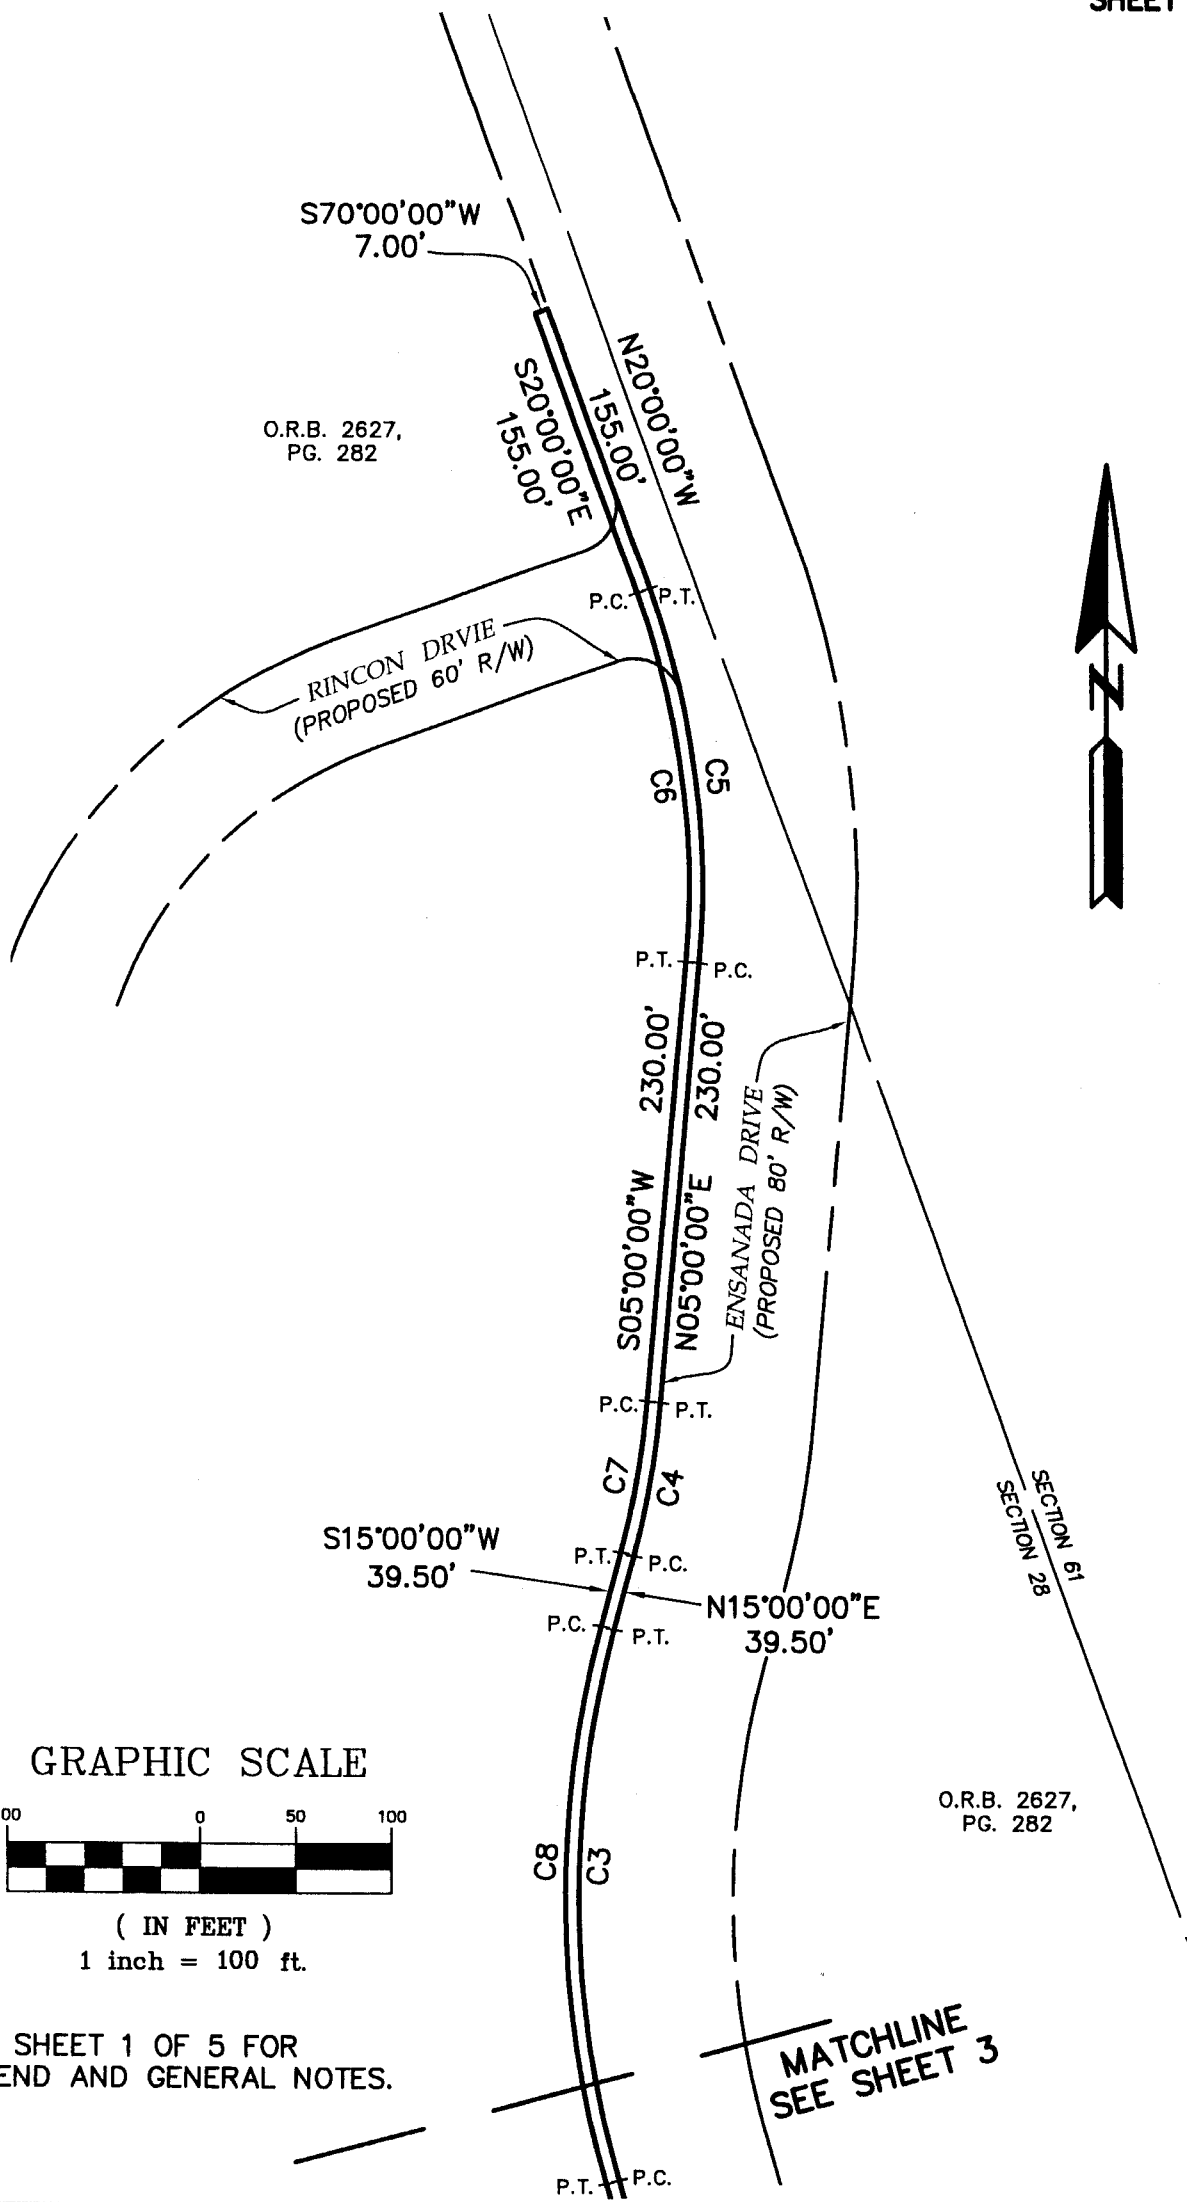 SHEET
S70°00'00"W
7.00'
N20°00'00"W
155.00'
S20°00'00"E
155.00'
O.R.B. 2627,
PG. 282
P.C.
P.T.
RINCON DRVIE
(PROPOSED 60' R/W)
C6
C5
N
P.T.
P.C.
230.00'
230.00'
S05°00'00"W
N05°00'00"E
ENSANADA DRIVE
(PROPOSED 80' R/W)
P.C.
P.T.
C7
C4
SECTION 61
SECTION 28
S15°00'00"W
39.50'
P.T.
P.C.
N15°00'00"E
39.50'
P.C.
P.T.
GRAPHIC SCALE
00 0 50 100
( IN FEET )
1 inch = 100 ft.
C8
C3
O.R.B. 2627,
PG. 282
SHEET 1 OF 5 FOR
END AND GENERAL NOTES.
MATCHLINE
SEE SHEET 3
P.T.
P.C.